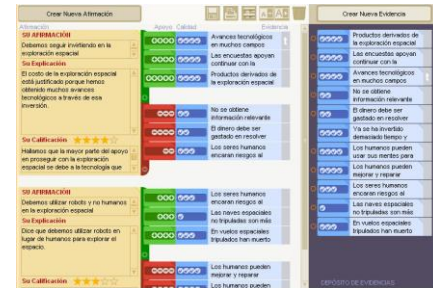 Crear Nueva Afirmación
Crear Nueva Evidencia
Afirmación
Apoyo
Calidad
Evidencia
SU AFIRMACIÓN
Debemos seguir invirtiendo en la
exploración espacial
Su Explicación
El costo de la exploración espacial
está justificado porque hemos
obtenido muchos avances
tecnológicos a través de esa
inversión.
Su Calificación
Hallamos que la mayor parte del apoyo
en proseguir con la exploración
espacial se debe a la tecnología que
Avances tecnológicos
en muchos campos
Las encuestas apoyan
continuar con la
Productos derivados de
la exploración espacial
No se obtiene
información relevante
El dinero debe ser
gastado en resolver
Los seres humanos
encaran riesgos al
SU AFIRMACIÓN
Debemos utilizar robots y no humanos
en la exploración espacial
Su Explicación
Dice que debemos utilizar robots en
lugar de humanos para explorar el
espacio.
Su Calificación
Los seres humanos
encaran riesgos al
Las naves espaciales
no tripuladas son más
En vuelos espaciales
tripulados han muerto
Los humanos pueden
mejorar y reparar
Los humanos pueden
Productos derivados de
la exploración espacial
Las encuestas apoyan
continuar con la
Avances tecnológicos
en muchos campos
No se obtiene
información relevante
El dinero debe ser
gastado en resolver
Ya se ha invertido
demasiado tiempo y
Los humanos pueden
usar sus mentes para
Los humanos pueden
mejorar y reparar
Los seres humanos
encaran riesgos al
Las naves espaciales
no tripuladas son más
En vuelos espaciales
tripulados han muerto
DEPÓSITO DE EVIDENCIAS